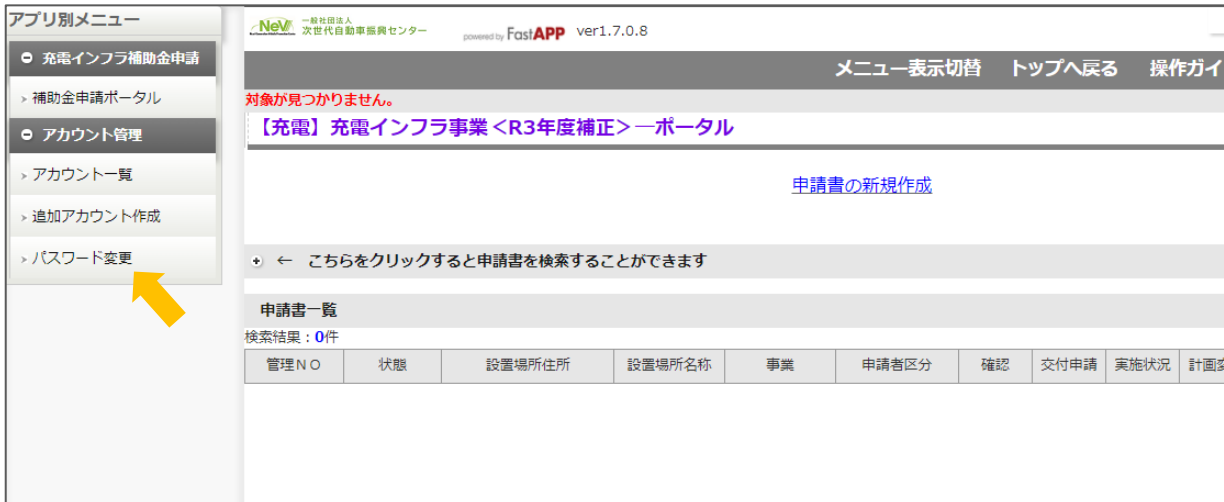 アプリ別メニュー
充電インフラ補助金申請
補助金申請ポータル
アカウント管理
アカウント一覧
追加アカウント作成
パスワード変更
NeV 一般社団法人
次世代自動車振興センター
powered by FastAPP ver1.7.0.8
メニュー表示切替 トップへ戻る 操作ガイ
対象が見つかりません。
【充電】充電インフラ事業＜R3年度補正＞―ポータル
申請書の新規作成
← こちらをクリックすると申請書を検索することができます
申請書一覧
検索結果：0件
管理NO 状態 設置場所住所 設置場所名称 事業 申請者区分 確認 交付申請 実施状況 計画変